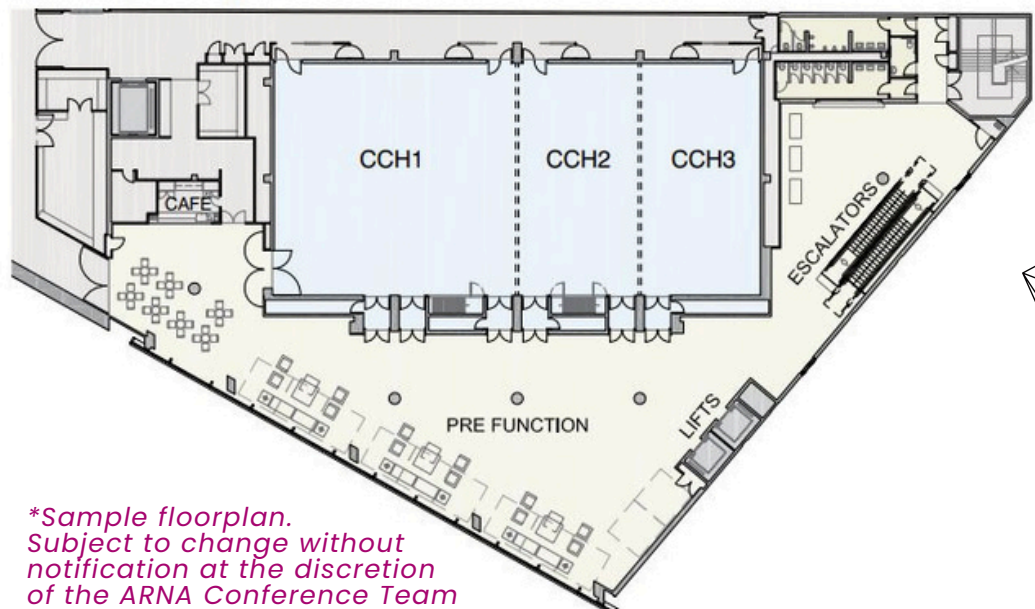 CCH1
CCH2
CCH3
CAFE
ESCALATORS
LIFTS
PRE FUNCTION
*Sample floorplan.
Subject to change without
notification at the discretion
of the ARNA Conference Team